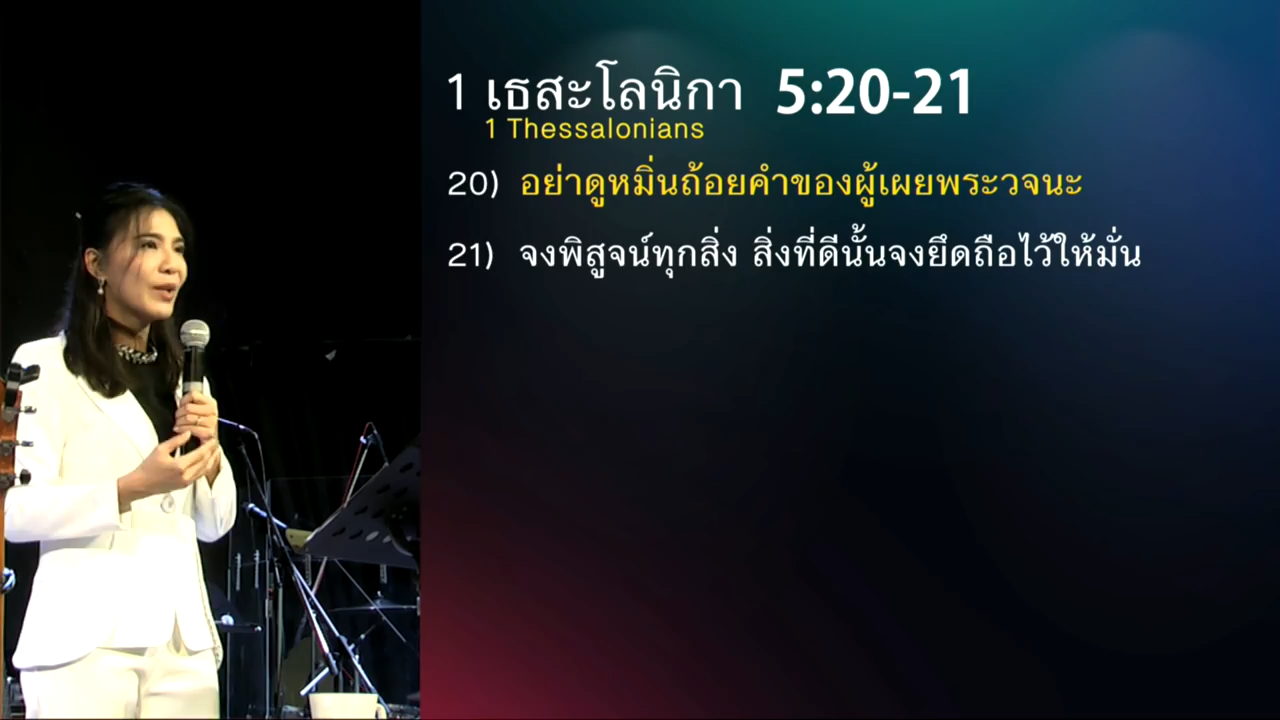 1 เธสะโลนิกา 5:20-21
1 Thessalonians
20) อย่าดูหมิ่นถ้อยคำของผู้เผยพระวจนะ
21) จงพิสูจน์ทุกสิ่ง สิ่งที่ดีนั้นจงยึดถือไว้ให้มั่น